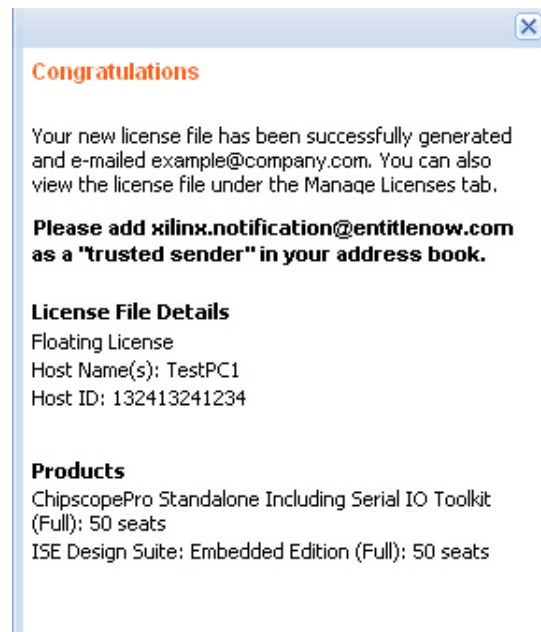 Congratulations
Your new license file has been successfully generated
and e-mailed example@company.com. You can also
view the license file under the Manage Licenses tab.
Please add xilinx.notification@entitlenow.com
as a "trusted sender" in your address book.
License File Details
Floating License
Host Name(s): TestPC1
Host ID: 132413241234
Products
ChipscopePro Standalone Including Serial IO Toolkit
(Full): 50 seats
ISE Design Suite: Embedded Edition (Full): 50 seats